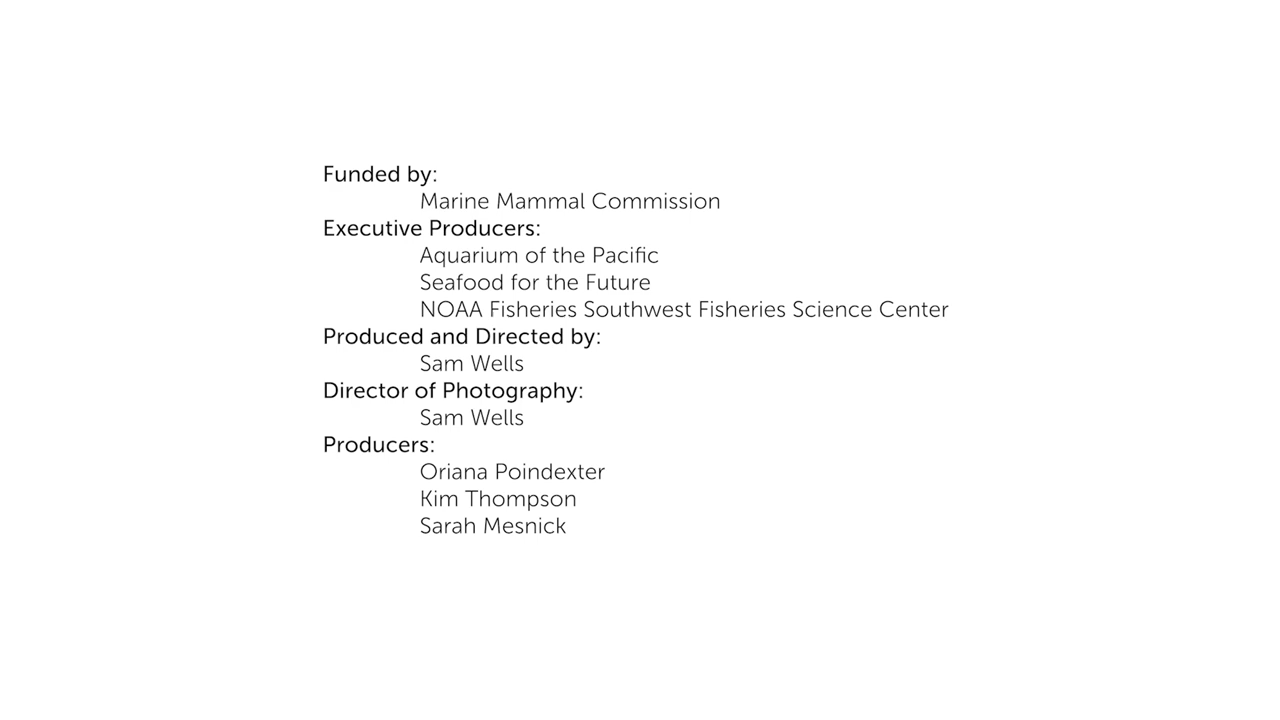 Funded by:
Marine Mammal Commission
Executive Producers:
Aquarium of the Pacific
Seafood for the Future
NOAA Fisheries Southwest Fisheries Science Center
Produced and Directed by:
Sam Wells
Director of Photography:
Sam Wells
Producers:
Oriana Poindexter
Kim Thompson
Sarah Mesnick